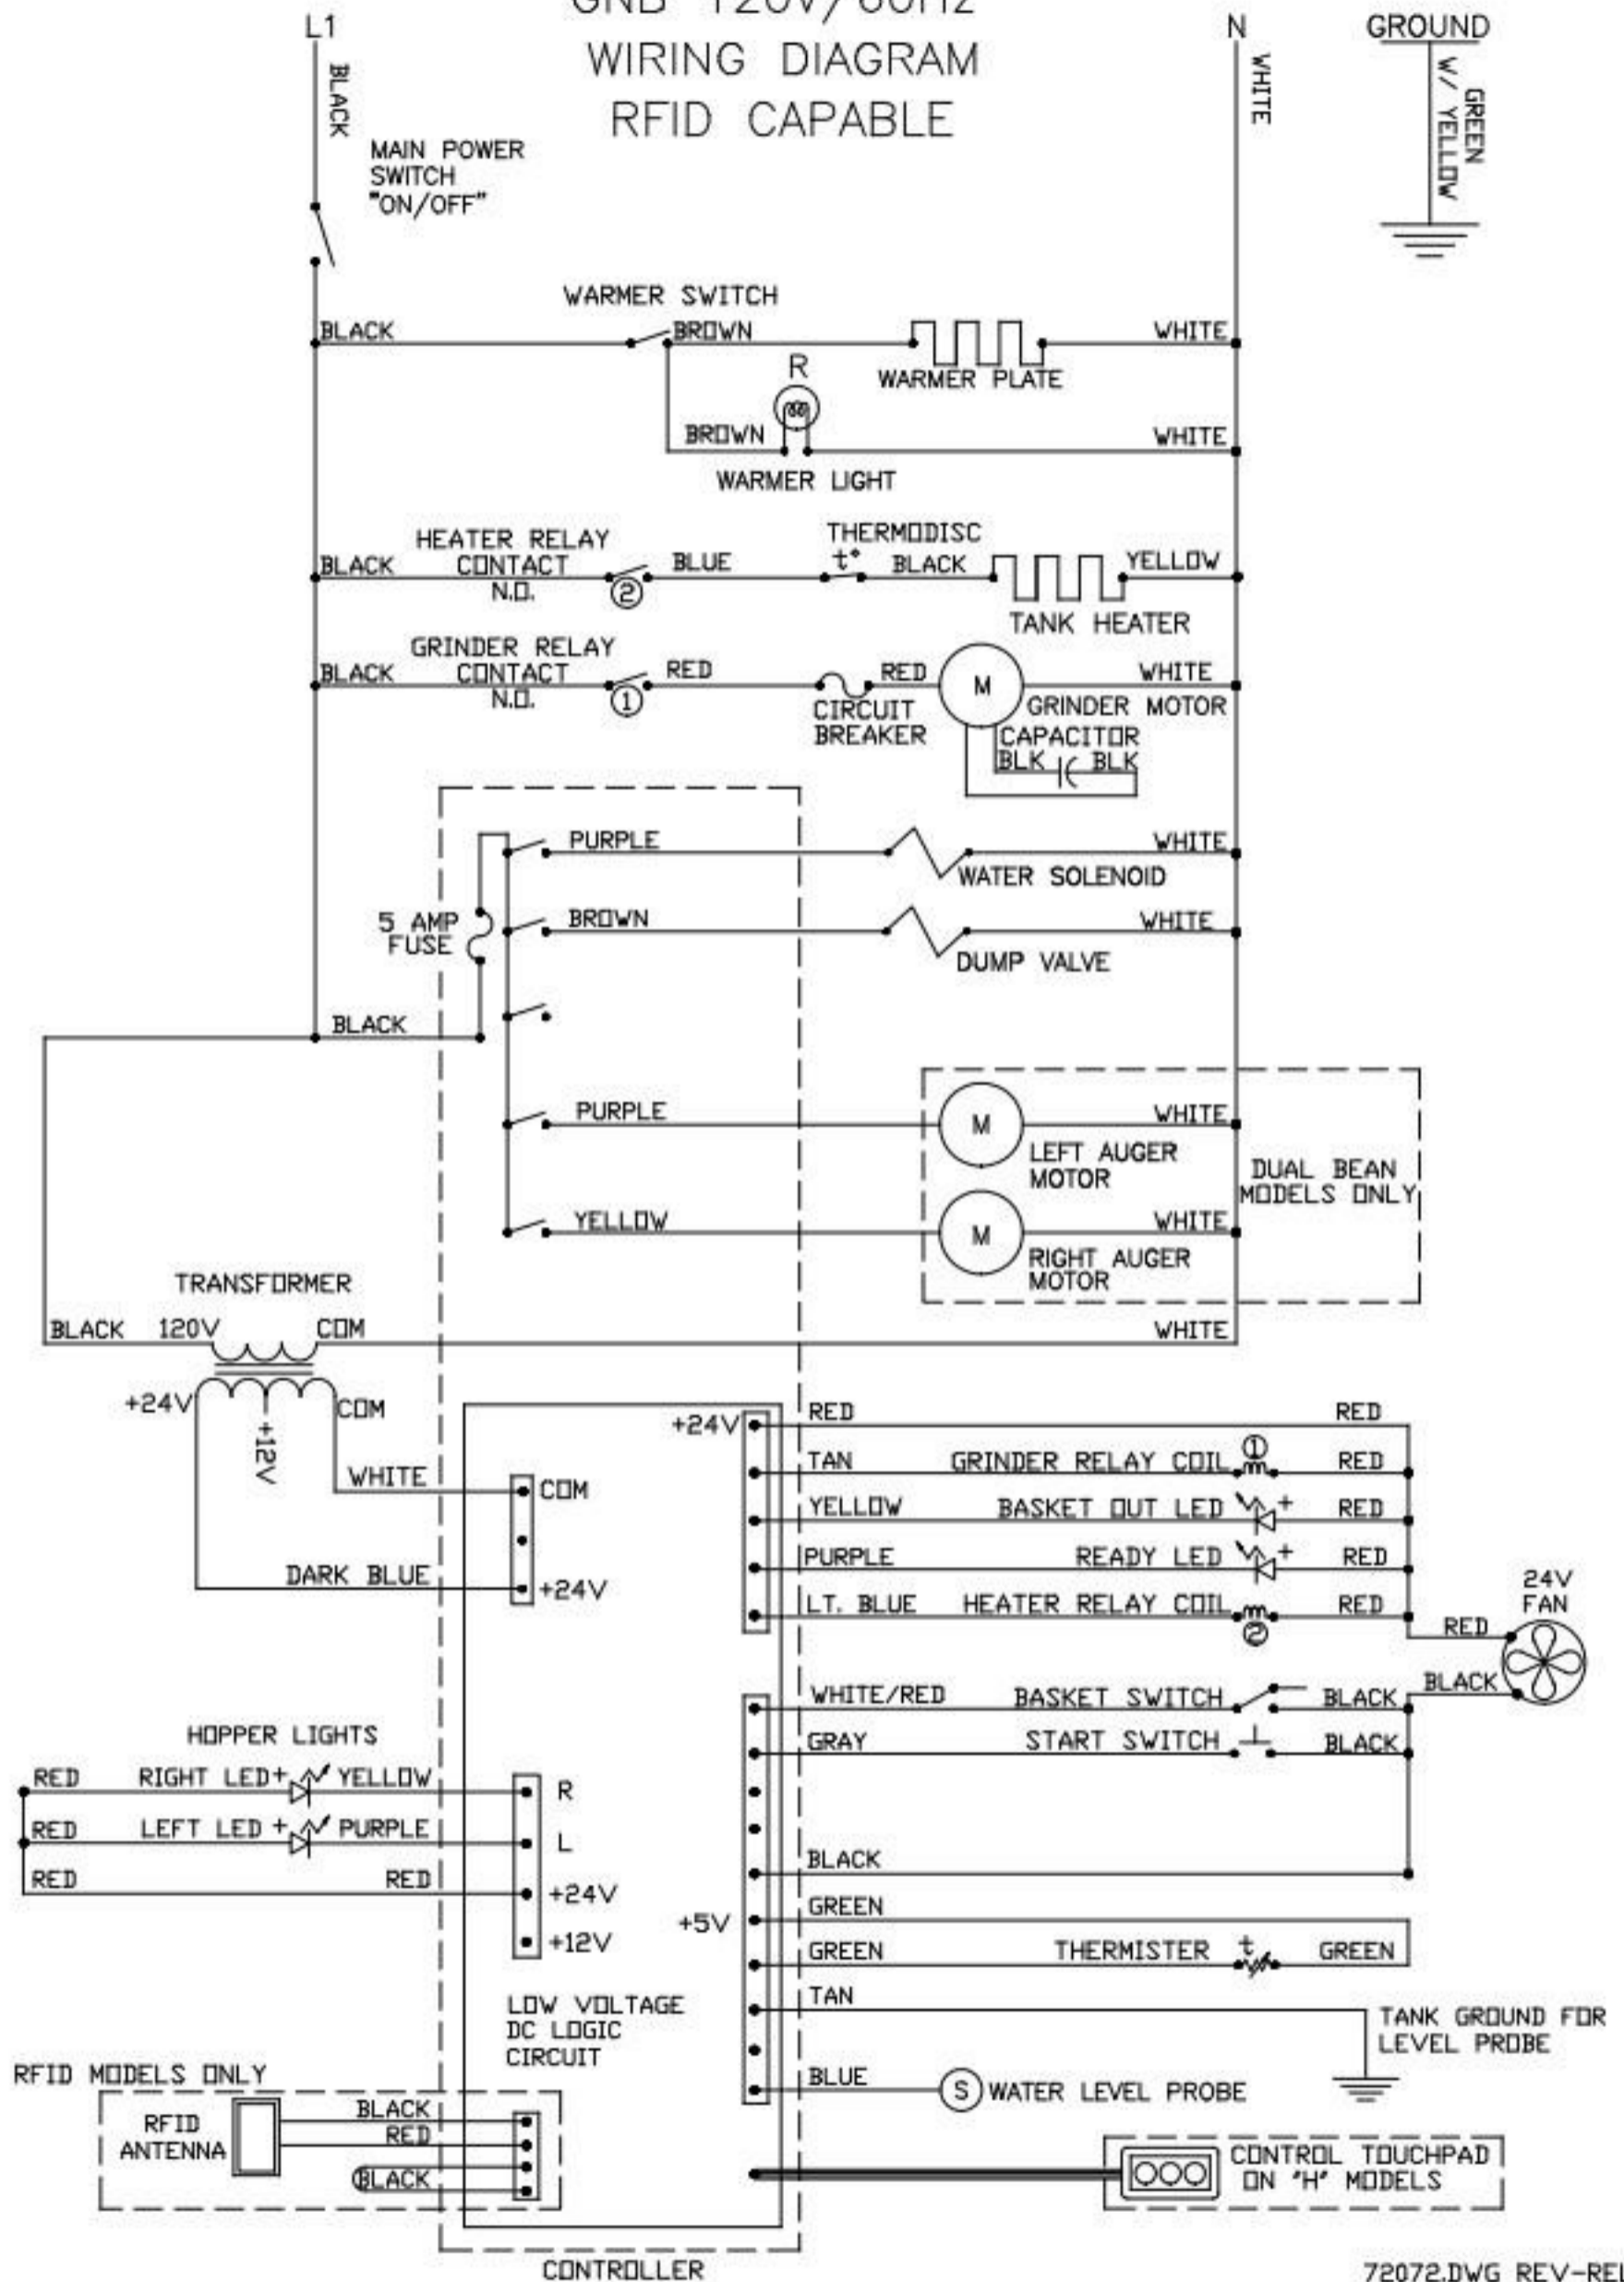 GNB 120V/60HZ
WIRING DIAGRAM
RFID CAPABLE
L1
BLACK
N
WHITE
GROUND
GREEN
W/ YELLOW
MAIN POWER
SWITCH
"ON/OFF"
WARMER SWITCH
BLACK
BROWN
WHITE
WARMER PLATE
R
BROWN
WHITE
WARMER LIGHT
HEATER RELAY
CONTACT
N.O.
BLACK
2
BLUE
THERMODISC
t°
BLACK
YELLOW
TANK HEATER
GRINDER RELAY
CONTACT
N.O.
BLACK
1
RED
CIRCUIT
BREAKER
RED
M
WHITE
GRINDER MOTOR
CAPACITOR
BLK
BLK
PURPLE
WHITE
WATER SOLENOID
5 AMP
FUSE
BROWN
WHITE
DUMP VALVE
BLACK
PURPLE
M
WHITE
LEFT AUGER
MOTOR
DUAL BEAN
MODELS ONLY
YELLOW
M
WHITE
RIGHT AUGER
MOTOR
TRANSFORMER
BLACK
120V
COM
WHITE
+24V
+12V
COM
WHITE
COM
DARK BLUE
+24V
+24V
RED
RED
TAN
GRINDER RELAY COIL
1
RED
YELLOW
BASKET OUT LED
+
RED
PURPLE
READY LED
+
RED
LT. BLUE
HEATER RELAY COIL
2
RED
24V
FAN
RED
BLACK
WHITE/RED
BASKET SWITCH
BLACK
GRAY
START SWITCH
BLACK
BLACK
HOPPER LIGHTS
RED
RIGHT LED+
YELLOW
R
RED
LEFT LED +
PURPLE
L
RED
RED
+24V
+12V
+5V
GREEN
GREEN
THERMISTER
t
GREEN
TAN
TANK GROUND FOR
LEVEL PROBE
BLUE
S
WATER LEVEL PROBE
LOW VOLTAGE
DC LOGIC
CIRCUIT
RFID MODELS ONLY
RFID
ANTENNA
BLACK
RED
BLACK
CONTROL TOUCHPAD
ON "H" MODELS
CONTROLLER
72072.DWG REV-REL